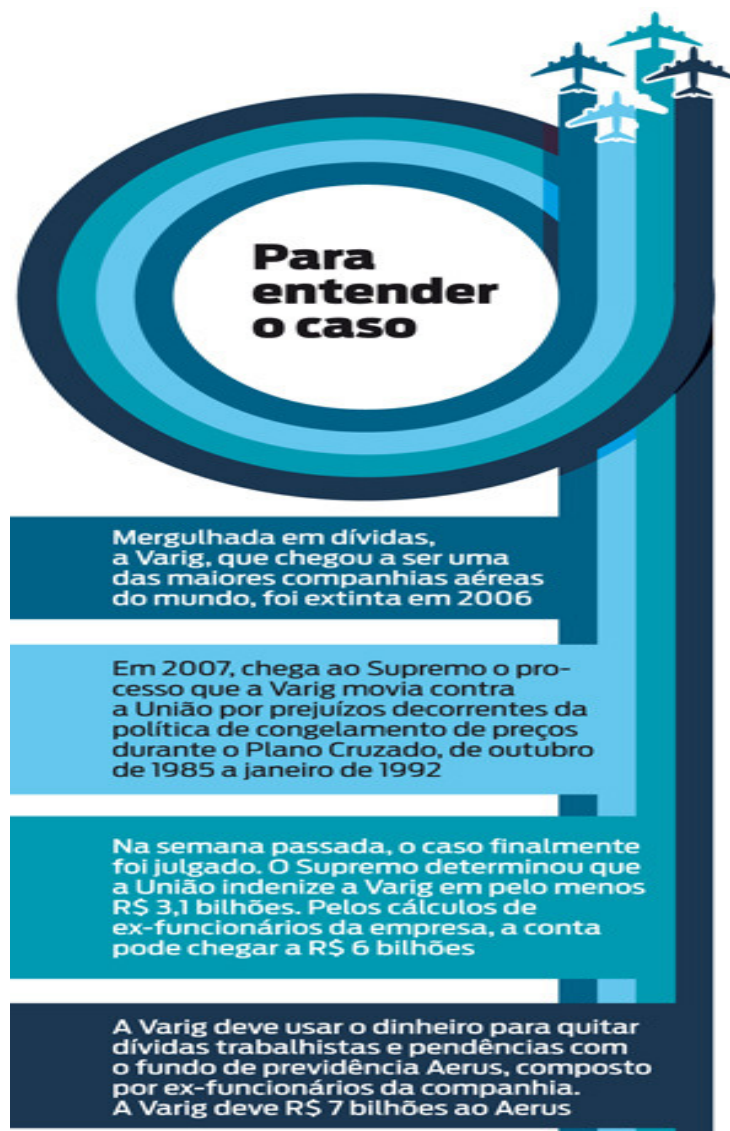 Para
entender
o caso
Mergulhada em dívidas,
a Varig, que chegou a ser uma
das maiores companhias aéreas
do mundo, foi extinta em 2006
Em 2007, chega ao Supremo o pro-
cesso que a Varig movia contra
a União por prejuízos decorrentes da
política de congelamento de preços
durante o Plano Cruzado, de outubro
de 1985 a janeiro de 1992
Na semana passada, o caso finalmente
foi julgado. O Supremo determinou que
a União indenize a Varig em pelo menos
R$ 3,1 bilhões. Pelos cálculos de
ex-funcionários da empresa, a conta
pode chegar a R$ 6 bilhões
A Varig deve usar o dinheiro para quitar
dívidas trabalhistas e pendências com
o fundo de previdência Aerus, composto
por ex-funcionários da companhia.
A Varig deve R$ 7 bilhões ao Aerus